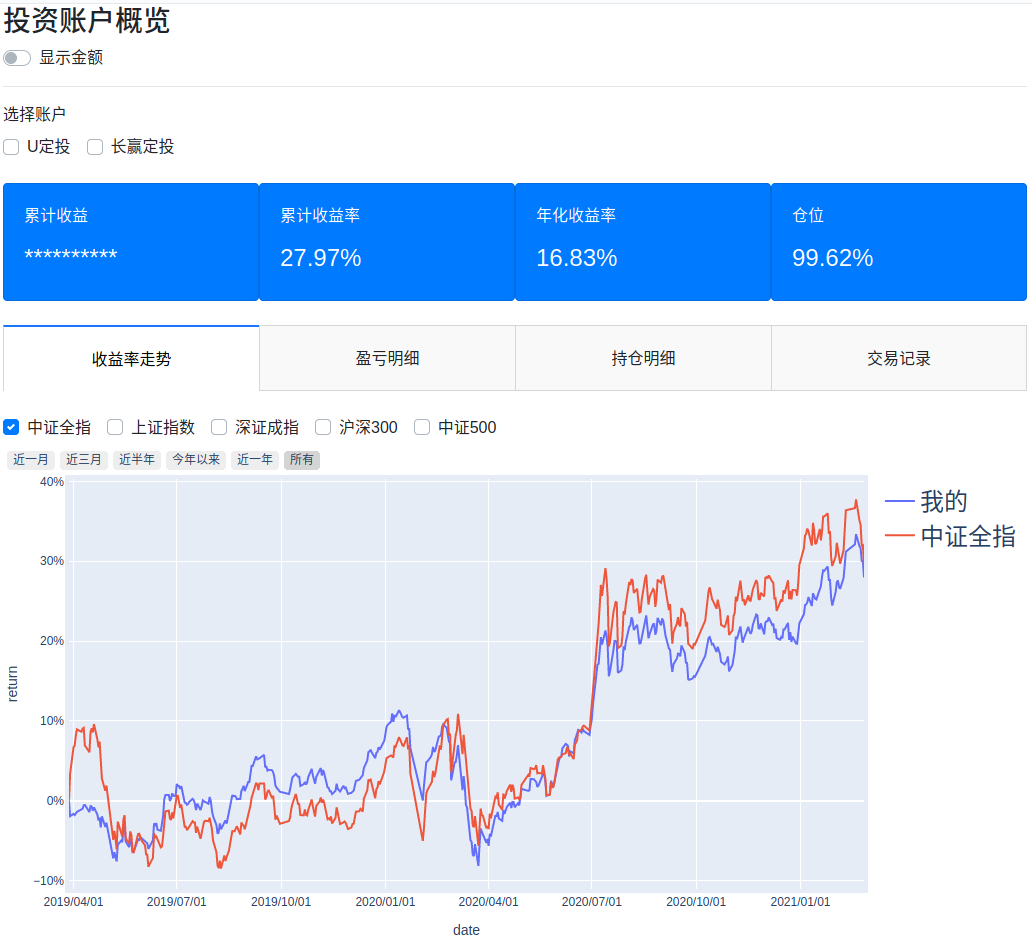 投资账户概览
显示金额
选择账户
U定投 长赢定投
累计收益 累计收益率 年化收益率 仓位
********** 27.97% 16.83% 99.62%
收益率走势 盈亏明细 持仓明细 交易记录
中证全指 上证指数 深证成指 沪深300 中证500
近一月 近三月 近半年 今年以来 近一年 所有
40%
我的
中证全指
30%
20%
return
10%
0%
−10%
2019/04/01 2019/07/01 2019/10/01 2020/01/01 2020/04/01 2020/07/01 2020/10/01 2021/01/01
date